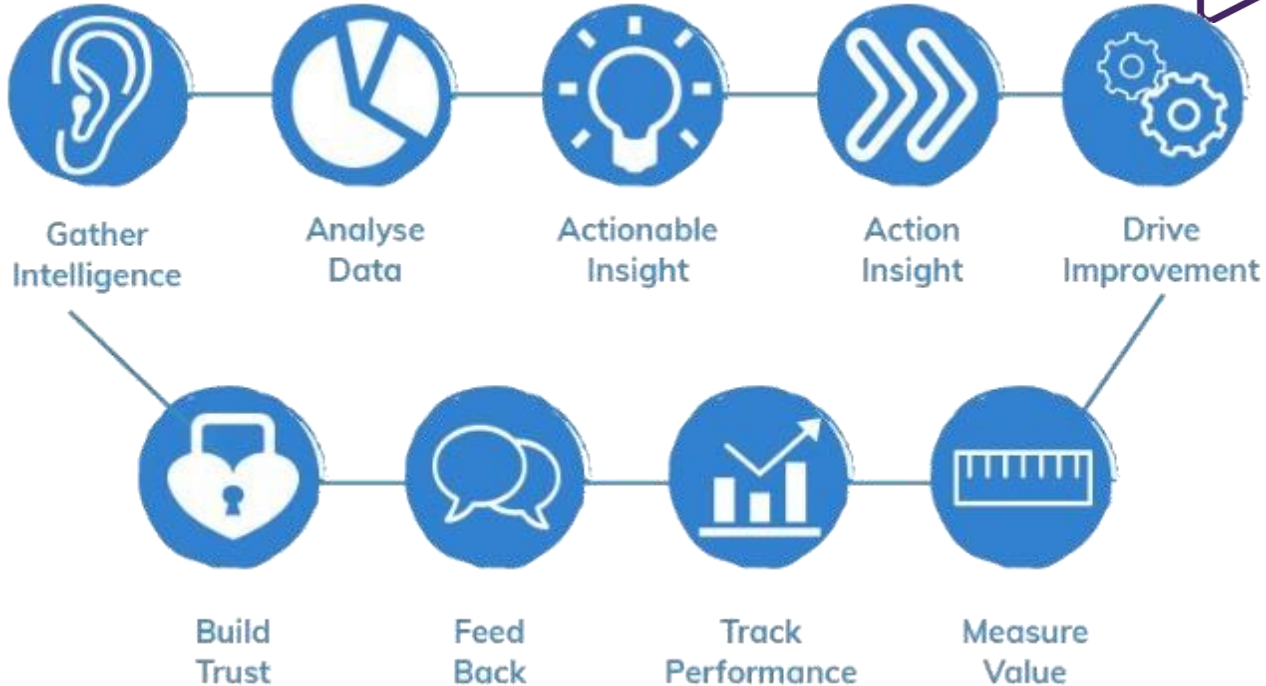 Gather
Intelligence
Analyse
Data
Actionable
Insight
Action
Insight
Drive
Improvement
Build
Trust
Feed
Back
Track
Performance
Measure
Value